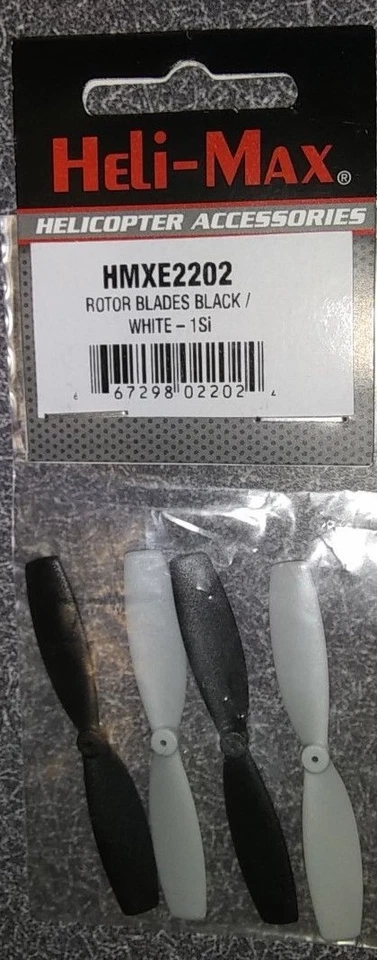 Heli-Max®
HELICOPTER ACCESSORIES
HMXE2202
ROTOR BLADES BLACK /
WHITE – 1Si
6 67298 02202 4